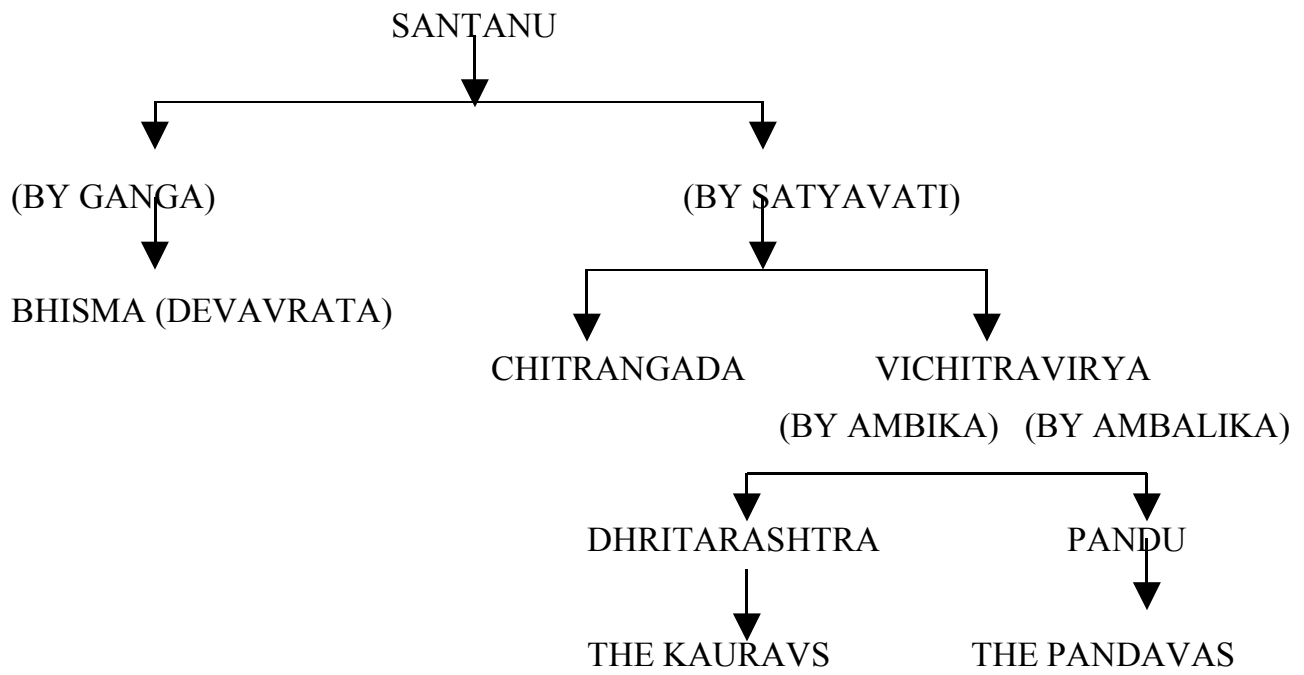 SANTANU
(BY GANGA) (BY SATYAVATI)
BHISMA (DEVAVRATA)
CHITRANGADA VICHITRAVIRYA
(BY AMBIKA) (BY AMBALIKA)
DHRITARASHTRA PANDU
THE KAURAVS THE PANDAVAS